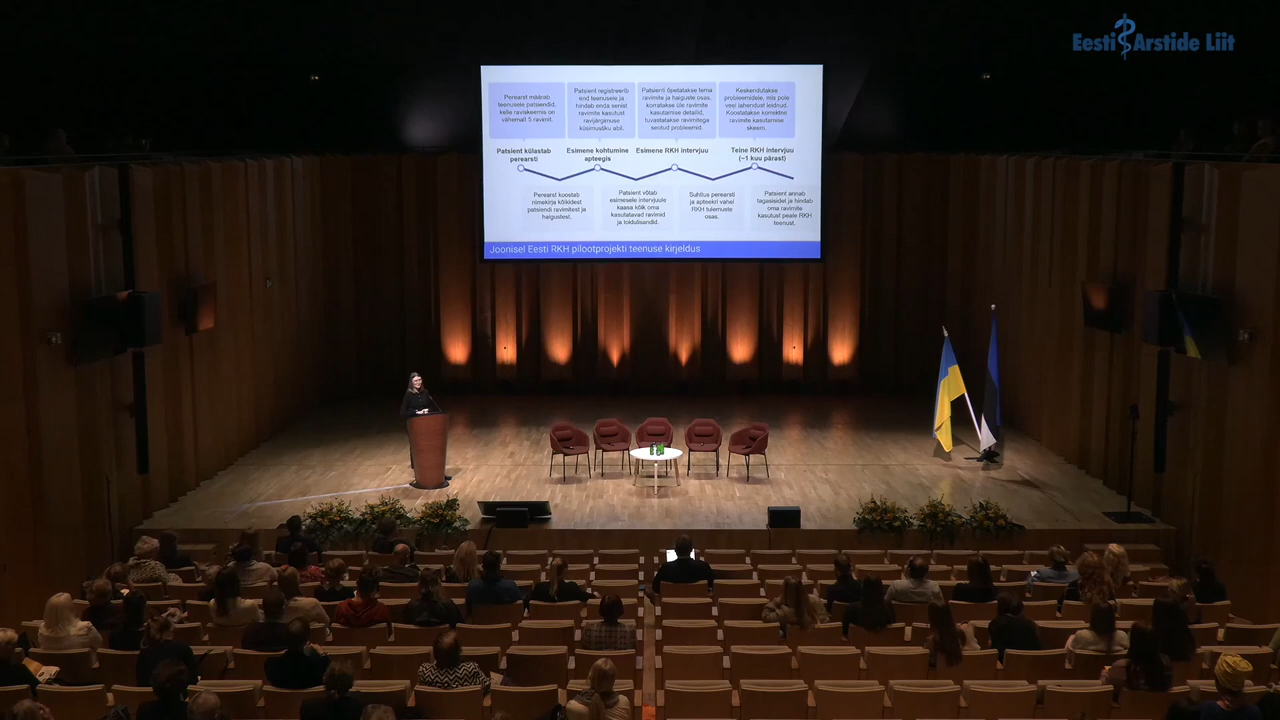 Eesti Arstide Liit
Perearst määrab
teenusele patsiendid,
kelle raviskeemis on
vähemalt 5 ravimit.
Patsient registreerib
end teenusele ja
hindab enda senist
ravimite kasutust
ravijärgimuse
küsimustiku abil.
Patsienti õpetatakse tema
ravimite ja haiguste osas,
korratakse üle ravimite
kasutamise detailid,
tuvastatakse ravimitega
seotud probleemid.
Keskendutakse
probleemidele, mis pole
veel lahendust leidnud.
Koostatakse korrektne
ravimite kasutamise
skeem.
Patsient külastab
perearsti
Esimene kohtumine
apteegis
Esimene RKH intervjuu
Teine RKH intervjuu
(~1 kuu pärast)
Perearst koostab
nimekirja kõikidest
patsiendi ravimitest ja
haigustest.
Patsient võtab
esimesele intervjuule
kaasa kõik oma
kasutatavad ravimid
ja toidulisandid.
Suhtlus perearsti
ja apteekri vahel
RKH tulemuste
osas.
Patsient annab
tagasisidet ja hindab
oma ravimite
kasutust peale RKH
teenust.
Joonisel Eesti RKH pilootprojekti teenuse kirjeldus